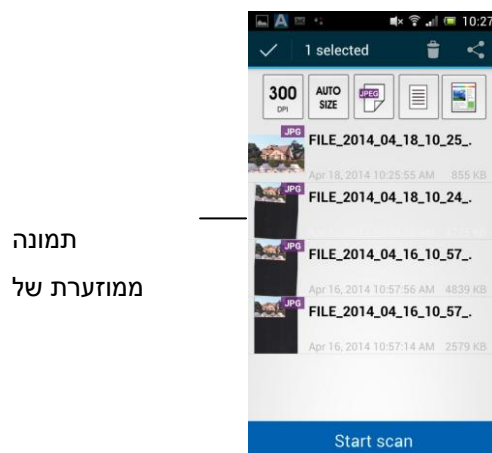 10:27
1 selected
300
DPI
AUTO
SIZE
JPEG
JPG
FILE_2014_04_18_10_25_.
Apr 18, 2014 10:25:55 AM 855 KB
JPG
FILE_2014_04_18_10_24_.
JPG
FILE_2014_04_16_10_57_.
Apr 16, 2014 10:57:56 AM 4839 KB
JPG
FILE_2014_04_16_10_57_.
Apr 16, 2014 10:57:14 AM 2579 KB
Start scan
תמונה
ממוזערת של